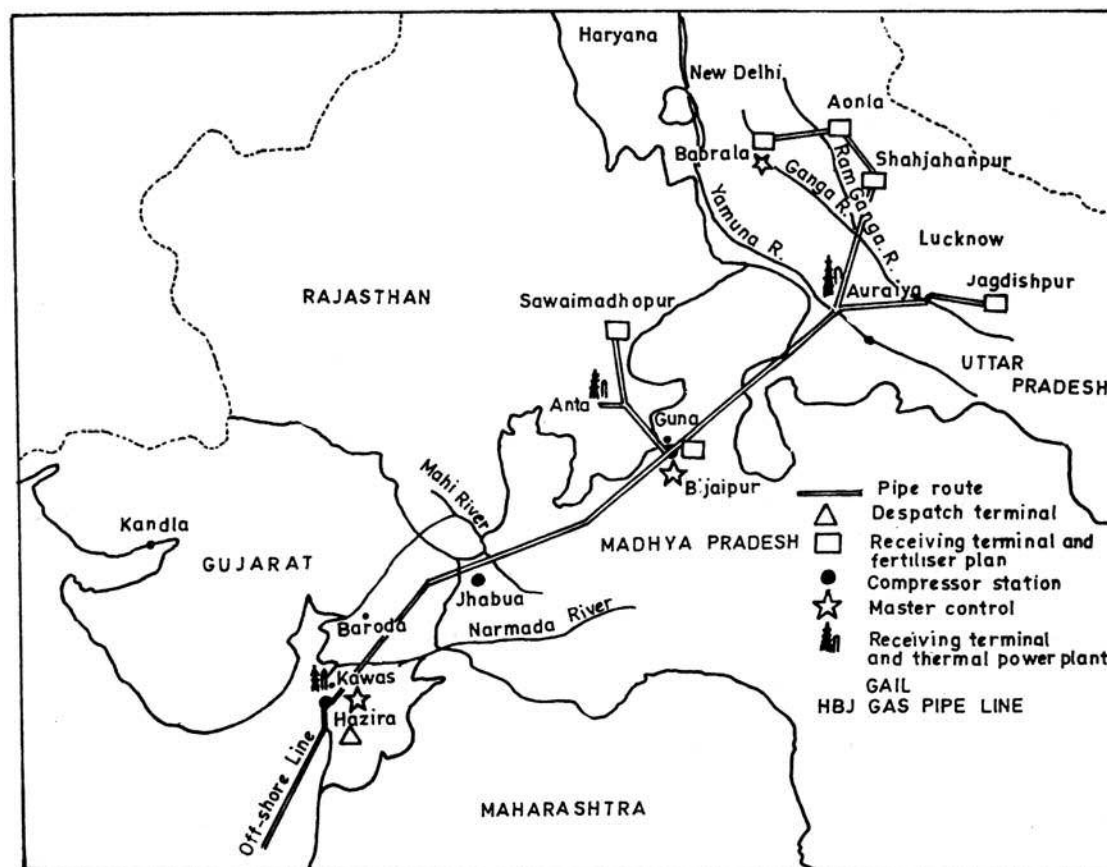 Haryana
New Delhi
Aonla
Babrala
Shahjahanpur
Ganga R.
Ram Ganga. R.
Yamuna R.
Lucknow
Auraiya
Jagdishpur
RAJASTHAN
Sawaimadhopur
UTTAR
PRADESH
Anta
Guna
Bijaipur
Mahi River
Kandla
GUJARAT
MADHYA PRADESH
Jhabua
Baroda
Narmada River
Kawas
Hazira
Off-shore Line
MAHARASHTRA
Pipe route
Despatch terminal
Receiving terminal and
fertiliser plan
Compressor station
Master control
Receiving terminal
and thermal power plant
GAIL
HBJ GAS PIPE LINE